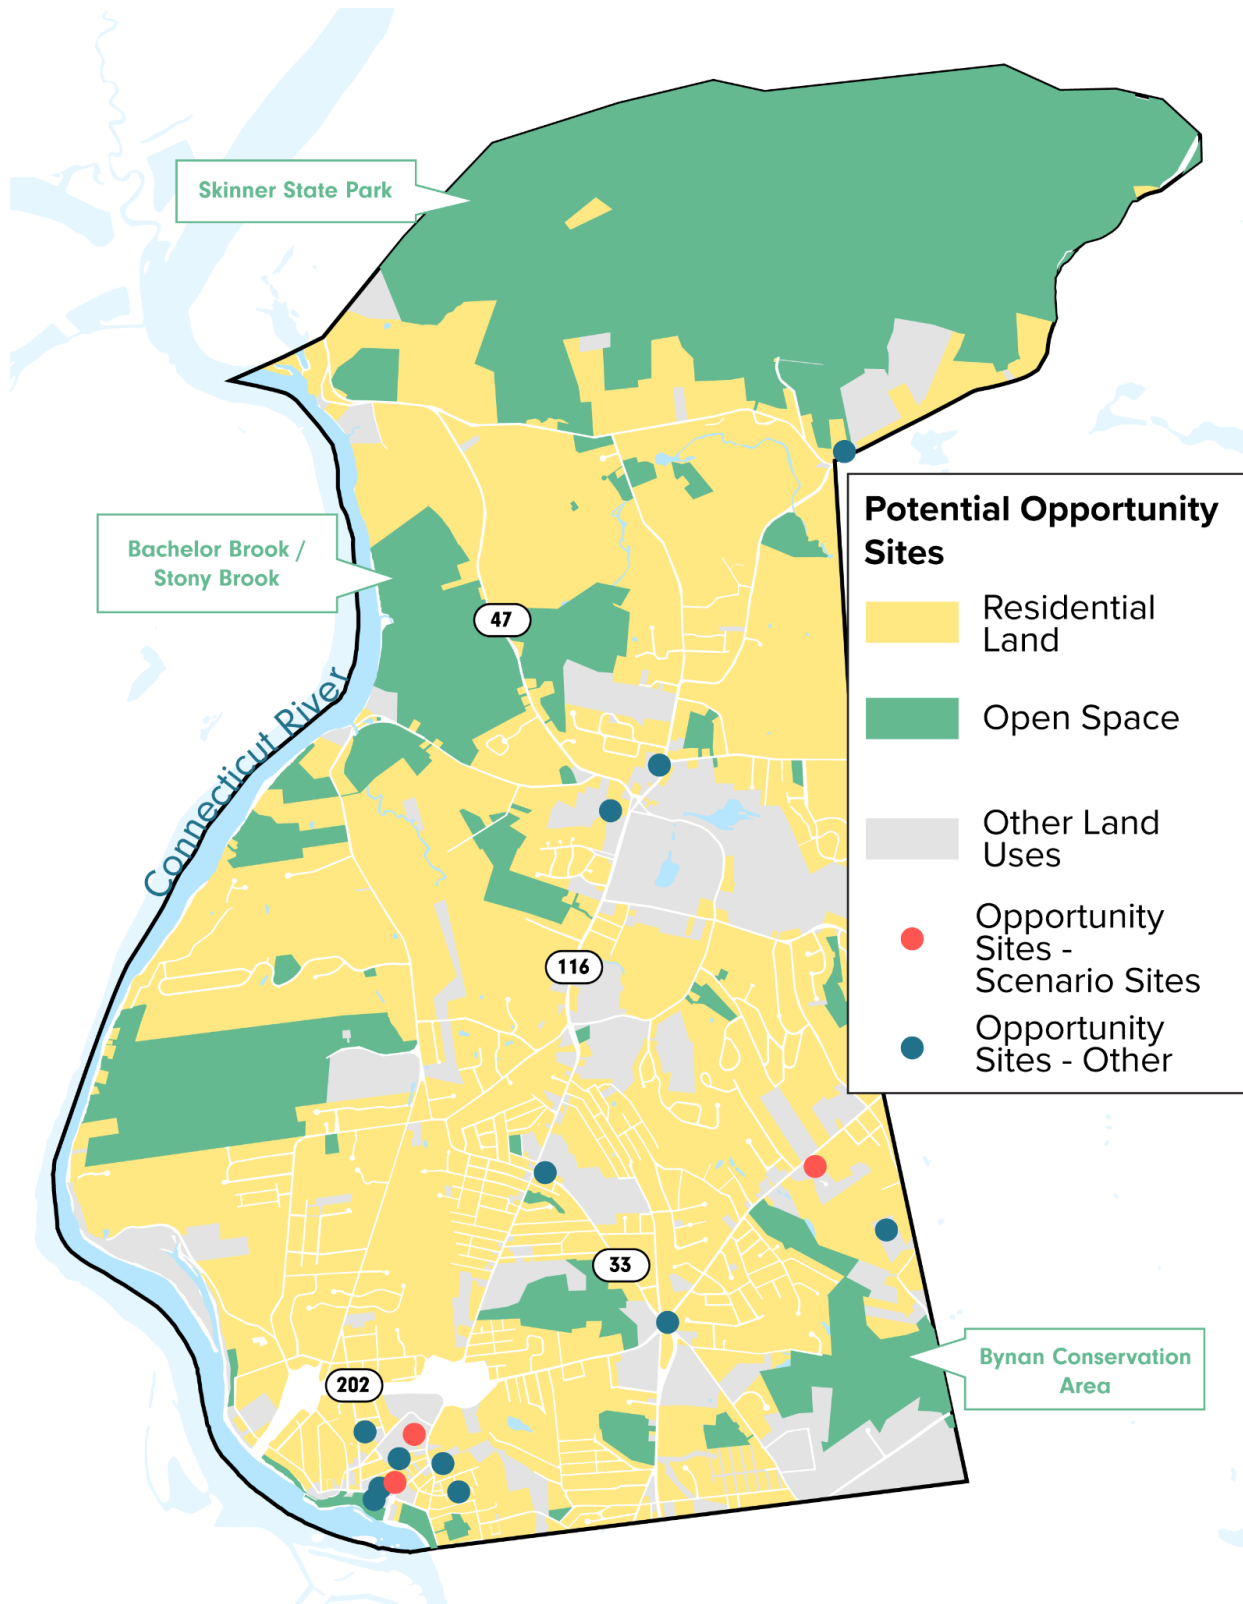 Skinner State Park
Bachelor Brook /
Stony Brook
47
Connecticut River
116
33
202
Bynan Conservation
Area
Potential Opportunity
Sites
Residential
Land
Open Space
Other Land
Uses
Opportunity
Sites -
Scenario Sites
Opportunity
Sites - Other